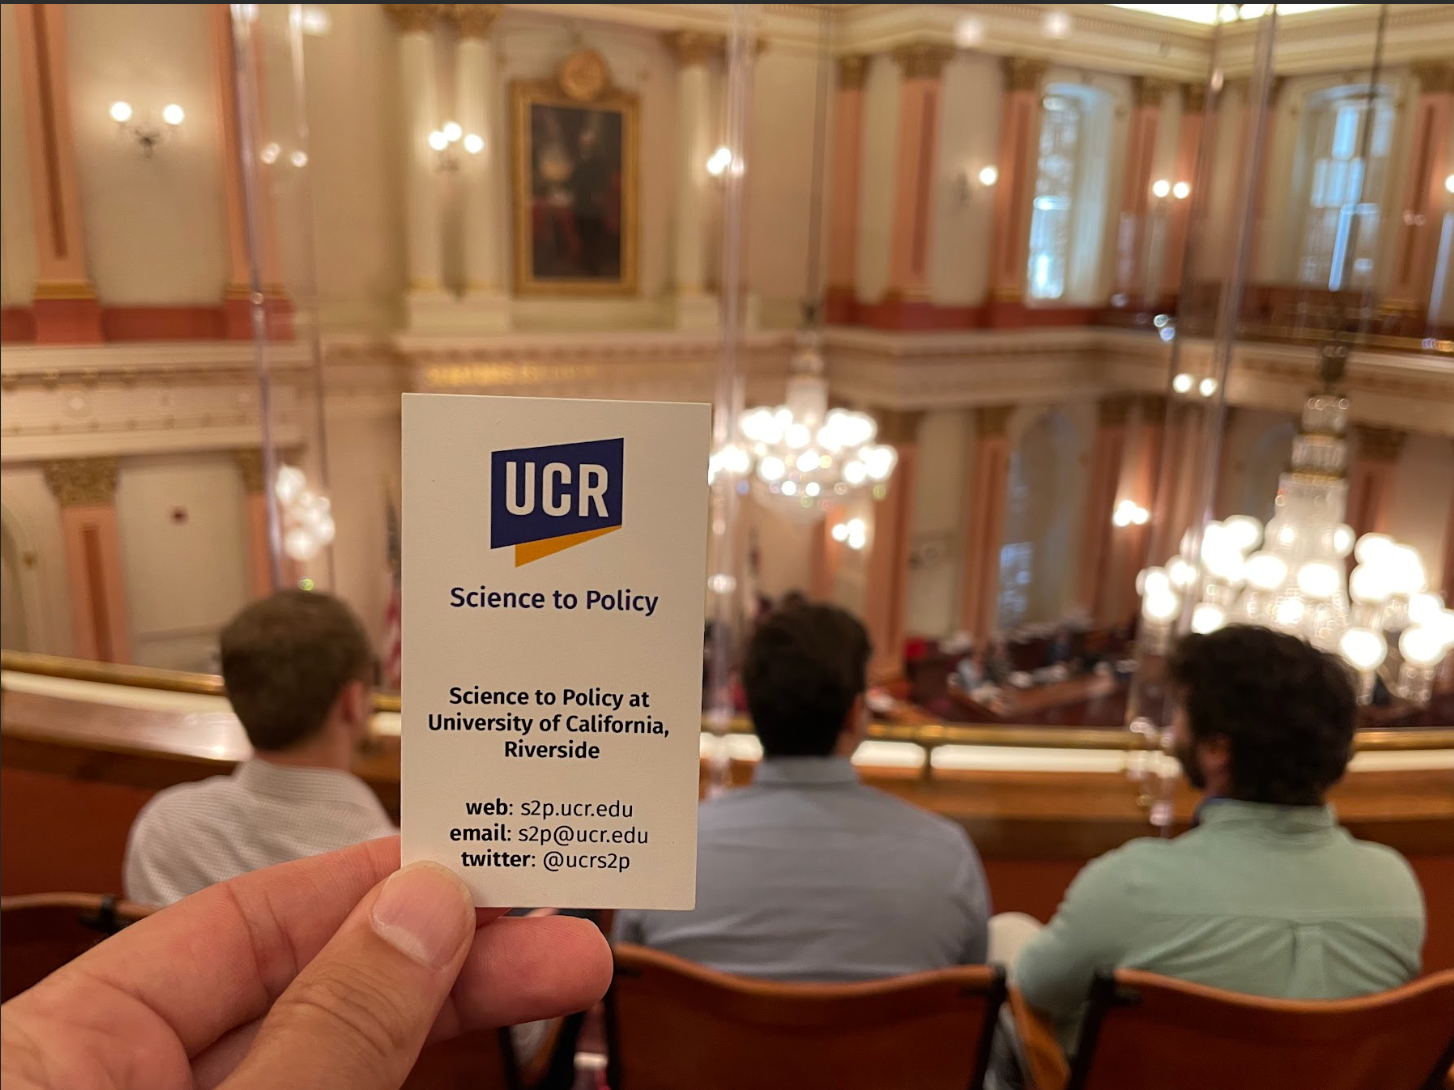 UCR
Science to Policy
Science to Policy at
University of California,
Riverside
web: s2p.ucr.edu
email: s2p@ucr.edu
twitter: @ucrs2p